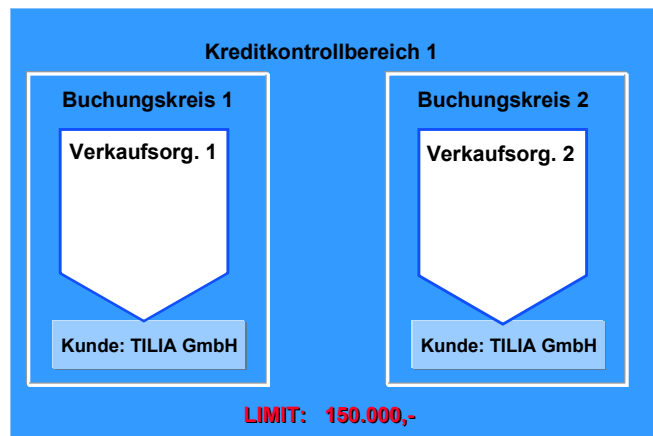 Kreditkontrollbereich 1
Buchungskreis 1
Verkaufsorg. 1
Kunde: TILIA GmbH
Buchungskreis 2
Verkaufsorg. 2
Kunde: TILIA GmbH
LIMIT: 150.000,-